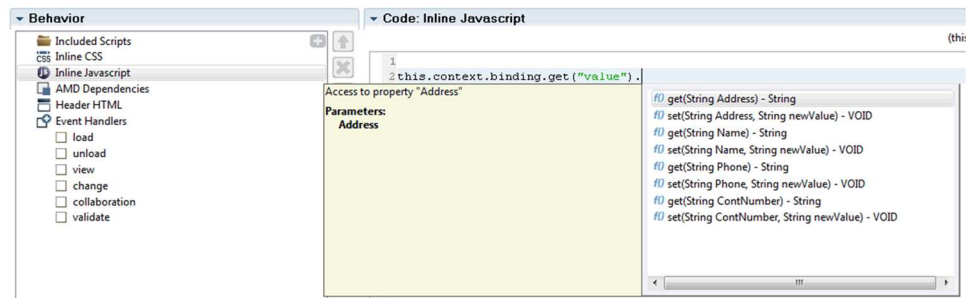 Behavior
Included Scripts
CSS Inline CSS
Inline Javascript
AMD Dependencies
Header HTML
Event Handlers
load
unload
view
change
collaboration
validate
Code: Inline Javascript
(this
1
2 this.context.binding.get("value").
Access to property "Address"
Parameters:
Address
f() get(String Address) - String
f() set(String Address, String newValue) - VOID
f() get(String Name) - String
f() set(String Name, String newValue) - VOID
f() get(String Phone) - String
f() set(String Phone, String newValue) - VOID
f() get(String ContNumber) - String
f() set(String ContNumber, String newValue) - VOID